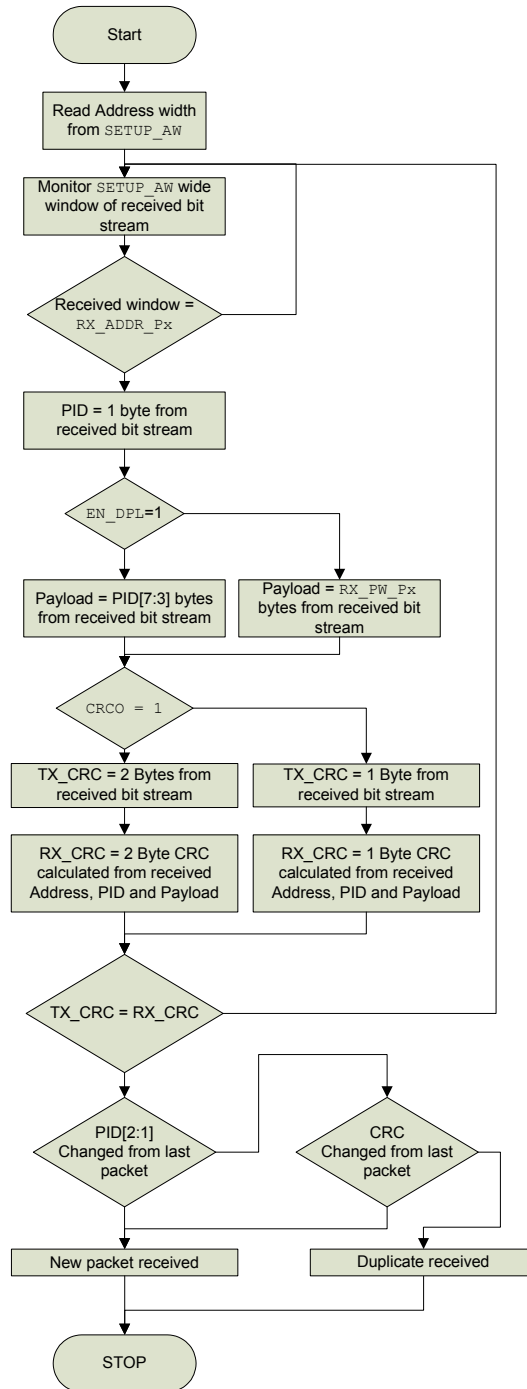 Start
Read Address width
from SETUP_AW
Monitor SETUP_AW wide
window of received bit
stream
Received window =
RX_ADDR_Px
PID = 1 byte from
received bit stream
EN_DPL=1
Payload = PID[7:3] bytes
from received bit stream
Payload = RX_PW_Px
bytes from received bit
stream
CRCO = 1
TX_CRC = 2 Bytes from
received bit stream
TX_CRC = 1 Byte from
received bit stream
RX_CRC = 2 Byte CRC
calculated from received
Address, PID and Payload
RX_CRC = 1 Byte CRC
calculated from received
Address, PID and Payload
TX_CRC = RX_CRC
PID[2:1]
Changed from last
packet
CRC
Changed from last
packet
New packet received
Duplicate received
STOP